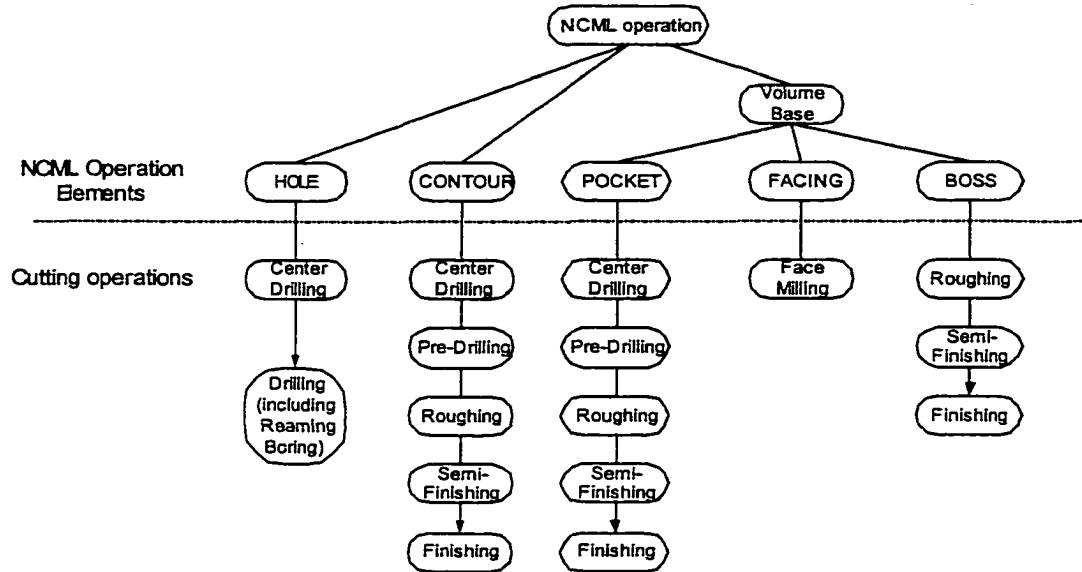 NCML operation
Volume
Base
NCML Operation
Elements
HOLE
CONTOUR
POCKET
FACING
BOSS
Cutting operations
Center
Drilling
Center
Drilling
Center
Drilling
Face
Milling
Roughing
Pre-Drilling
Pre-Drilling
Semi-
Finishing
Drilling
(including
Reaming
Boring)
Roughing
Roughing
Finishing
Semi-
Finishing
Semi-
Finishing
Finishing
Finishing